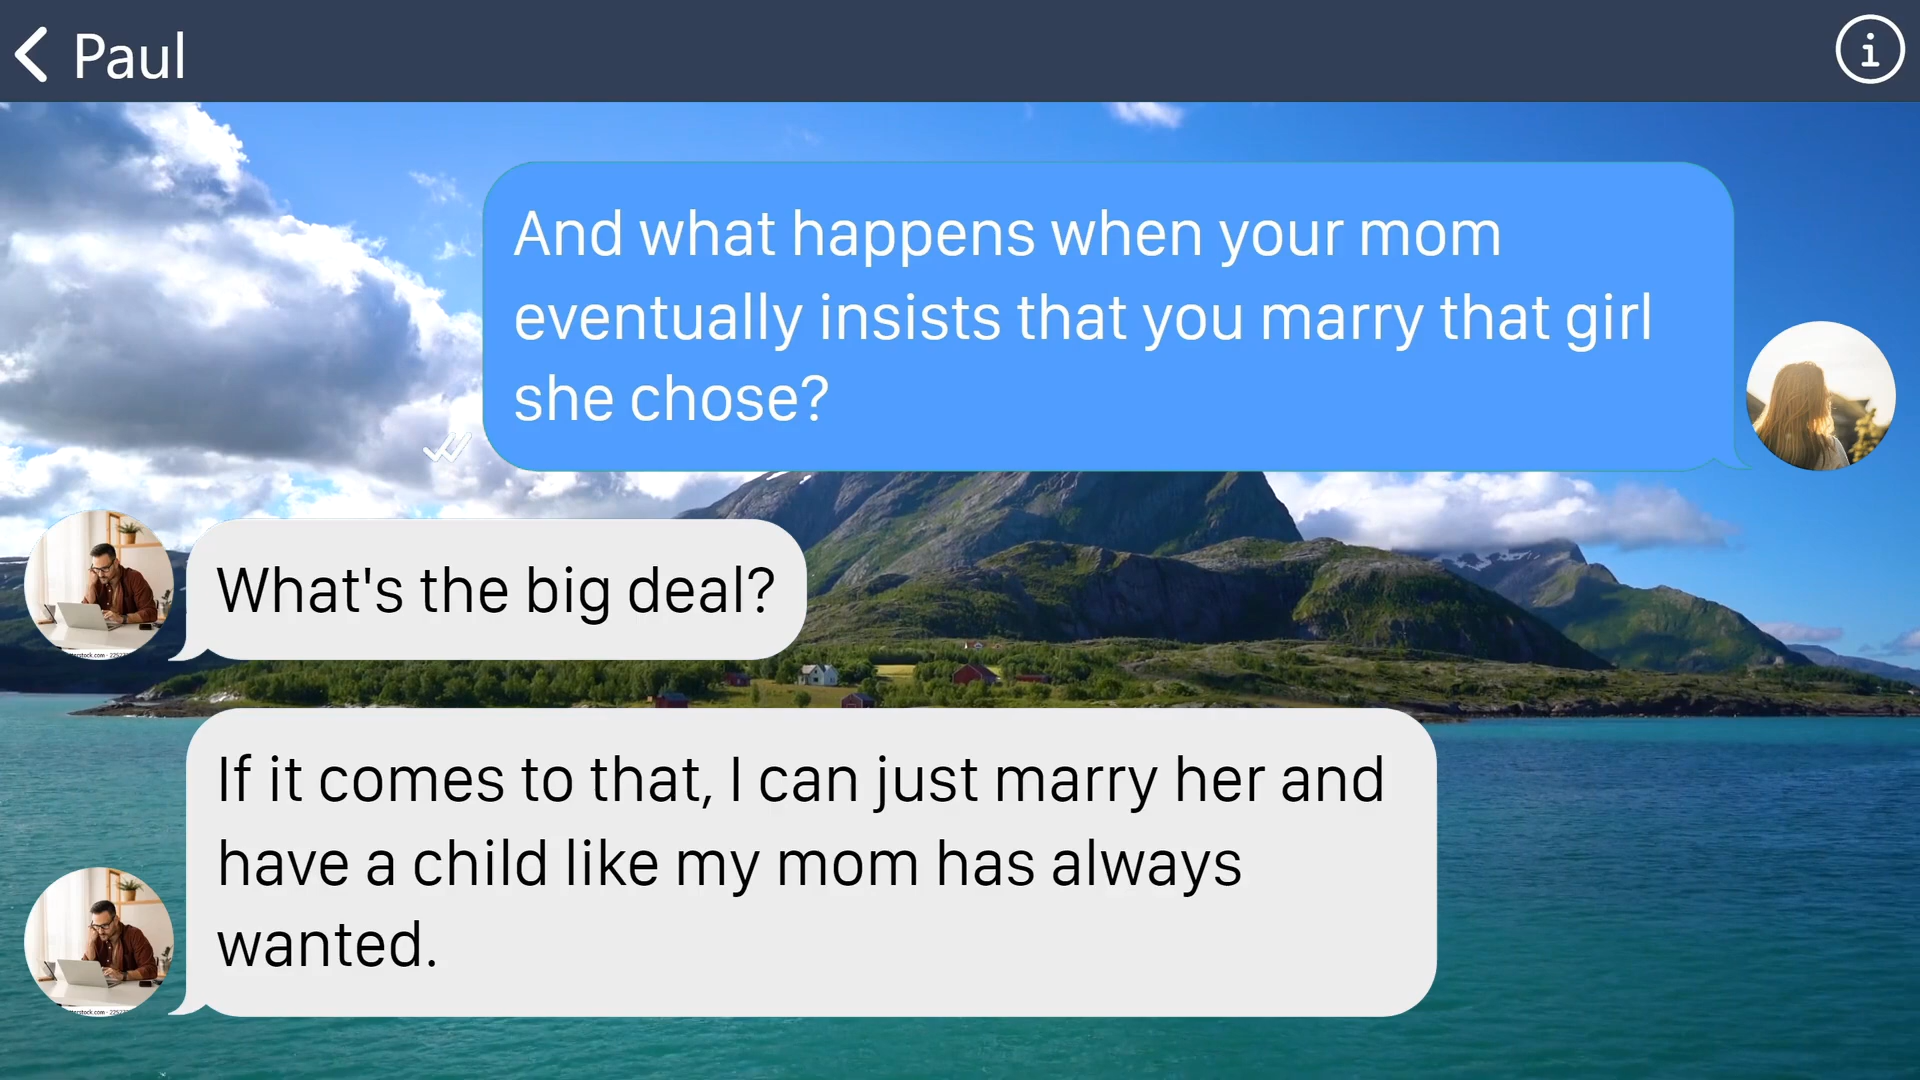 Paul
i
And what happens when your mom
eventually insists that you marry that girl
she chose?
What's the big deal?
If it comes to that, I can just marry her and
have a child like my mom has always
wanted.